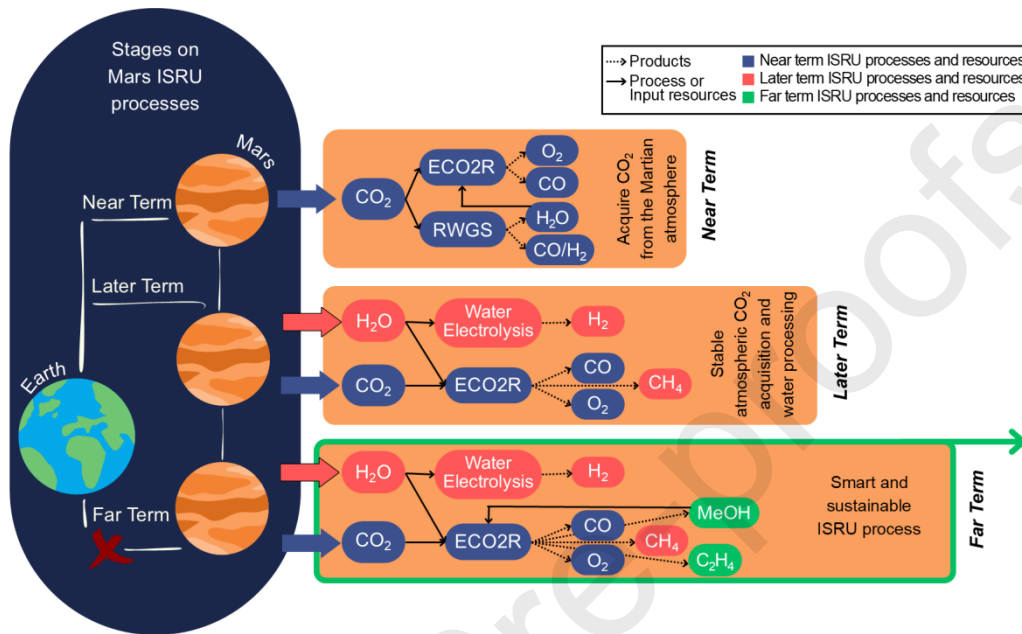 Stages on
Mars ISRU
processes
Mars
Near Term
Later Term
Earth
Far Term
Products
Process or
Input resources
Near term ISRU processes and resources
Later term ISRU processes and resources
Far term ISRU processes and resources
CO₂
ECO2R
RWGS
O₂
CO
H₂O
CO/H₂
Acquire CO₂
from the Martian
atmosphere
Near Term
H₂O
Water
Electrolysis
H₂
CO₂
ECO2R
CO
O₂
CH₄
Stable
atmospheric CO₂
acquisition and
water processing
Later Term
H₂O
Water
Electrolysis
H₂
CO₂
ECO2R
CO
O₂
MeOH
CH₄
C₂H₄
Smart and
sustainable
ISRU process
Far Term